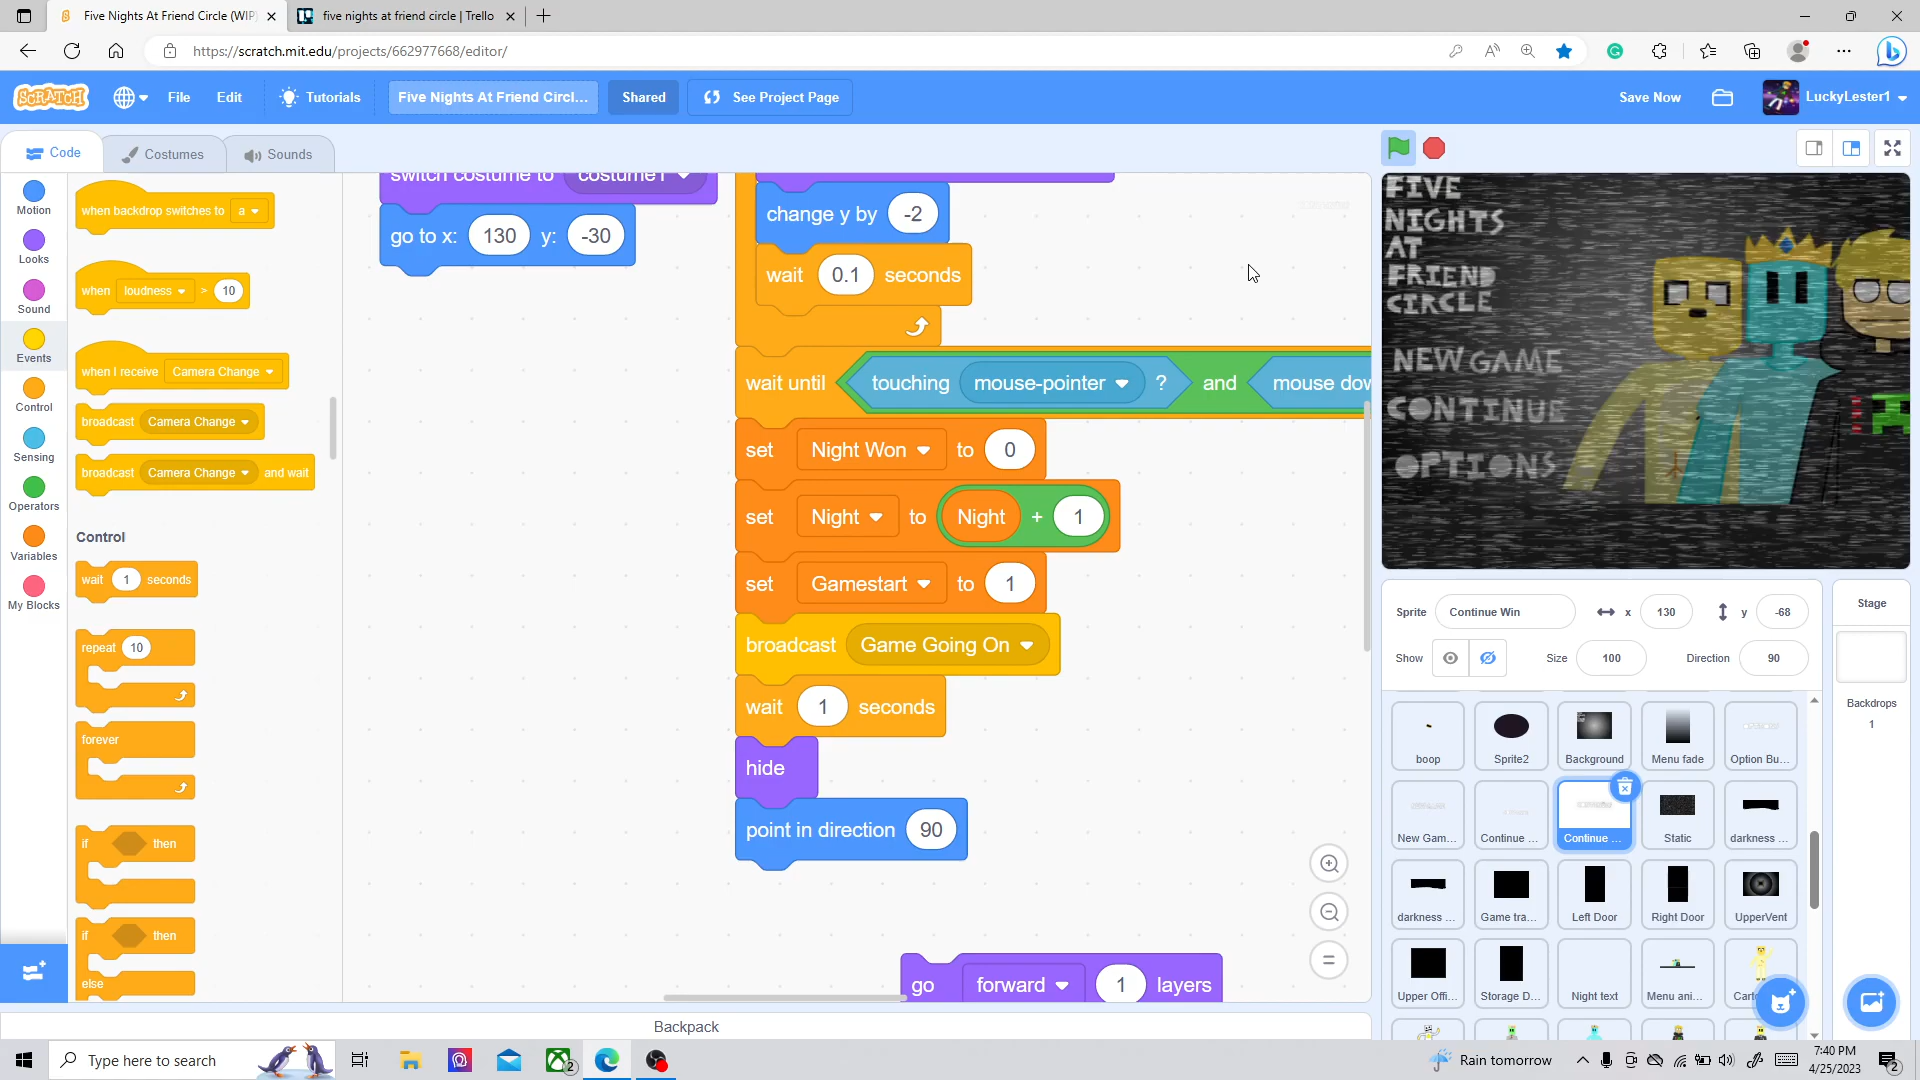 Five Nights At Friend Circle (WIP)
five nights at friend circle | Trello
https://scratch.mit.edu/projects/662977668/editor/
SCRATCH
File
Edit
Tutorials
Five Nights At Friend Circl...
Shared
See Project Page
Save Now
LuckyLester1
Code
Costumes
Sounds
Motion
Looks
Sound
Events
Control
Sensing
Operators
Variables
My Blocks
when backdrop switches to a
when loudness > 10
when I receive Camera Change
broadcast Camera Change
broadcast Camera Change and wait
Control
wait 1 seconds
repeat 10
forever
if then
if then
else
switch costume to costume1
go to x: 130 y: -30
change y by -2
wait 0.1 seconds
wait until touching mouse-pointer ? and mouse dow
set Night Won to 0
set Night to Night + 1
set Gamestart to 1
broadcast Game Going On
wait 1 seconds
hide
point in direction 90
go forward 1 layers
Backpack
FIVE
NIGHTS
AT
FRIEND
CIRCLE
NEW GAME
CONTINUE
OPTIONS
Sprite Continue Win x 130 y -68
Show Size 100 Direction 90
Stage
Backdrops
1
boop
Sprite2
Background
Menu fade
Option Bu...
New Gam...
Continue ...
Continue ...
Static
darkness ...
darkness ...
Game tra...
Left Door
Right Door
UpperVent
Upper Offi...
Storage D...
Night text
Menu ani...
Type here to search
2
Rain tomorrow
7:40 PM
4/25/2023
2